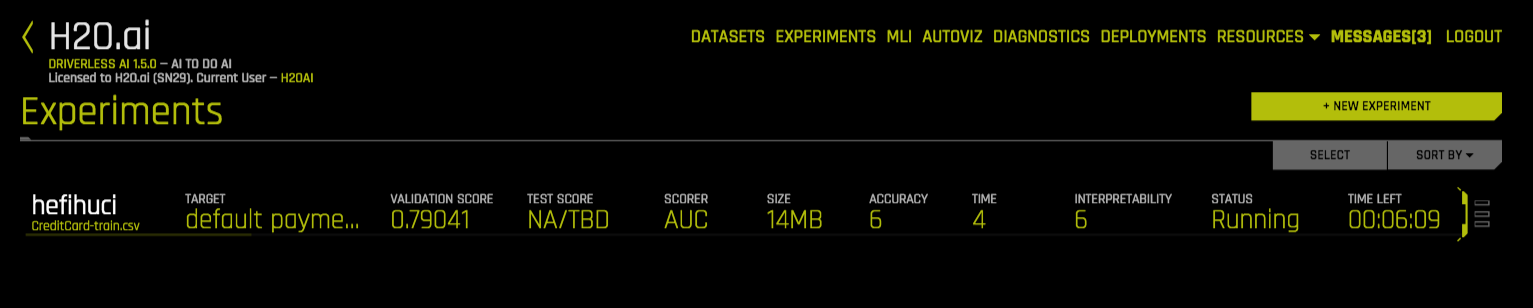 H2O.ai
DATASETS EXPERIMENTS MLI AUTOVIZ DIAGNOSTICS DEPLOYMENTS RESOURCES MESSAGES[3] LOGOUT
DRIVERLESS AI 1.5.0 – AI TO DO AI
Licensed to H2O.ai (SN29). Current User – H2OAI
Experiments
+ NEW EXPERIMENT
SELECT SORT BY
hefihuci
CreditCard-train.csv
TARGET
default payme...
VALIDATION SCORE
0.79041
TEST SCORE
NA/TBD
SCORER
AUC
SIZE
14MB
ACCURACY
6
TIME
4
INTERPRETABILITY
6
STATUS
Running
TIME LEFT
00:06:09